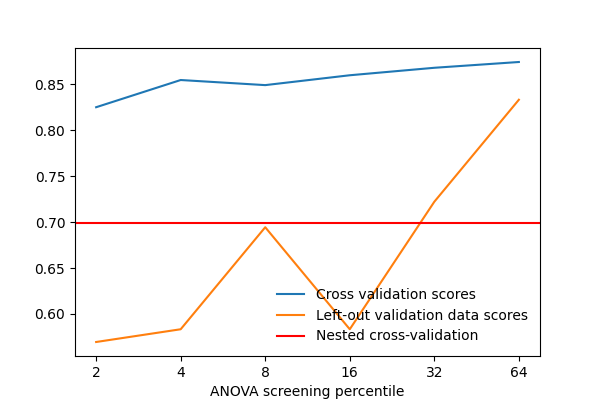 0.85
0.80
0.75
0.70
0.65
0.60
Cross validation scores
Left-out validation data scores
Nested cross-validation
2 4 8 16 32 64
ANOVA screening percentile